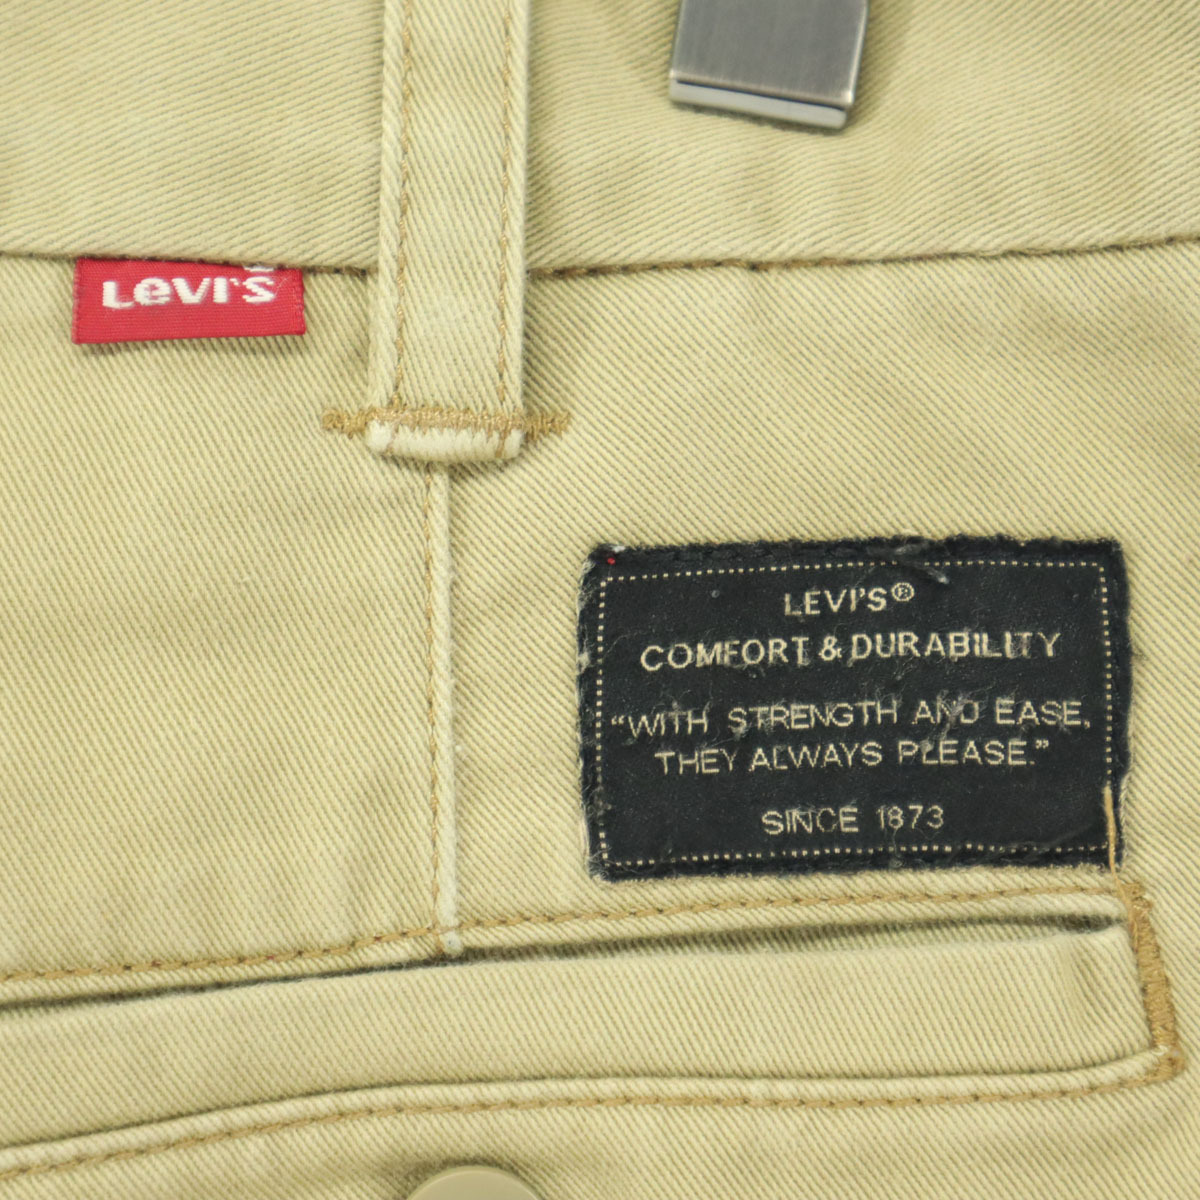 Levi's
LEVI'S®
COMFORT & DURABILITY
"WITH STRENGTH AND EASE,
THEY ALWAYS PLEASE."
SINCE 1873